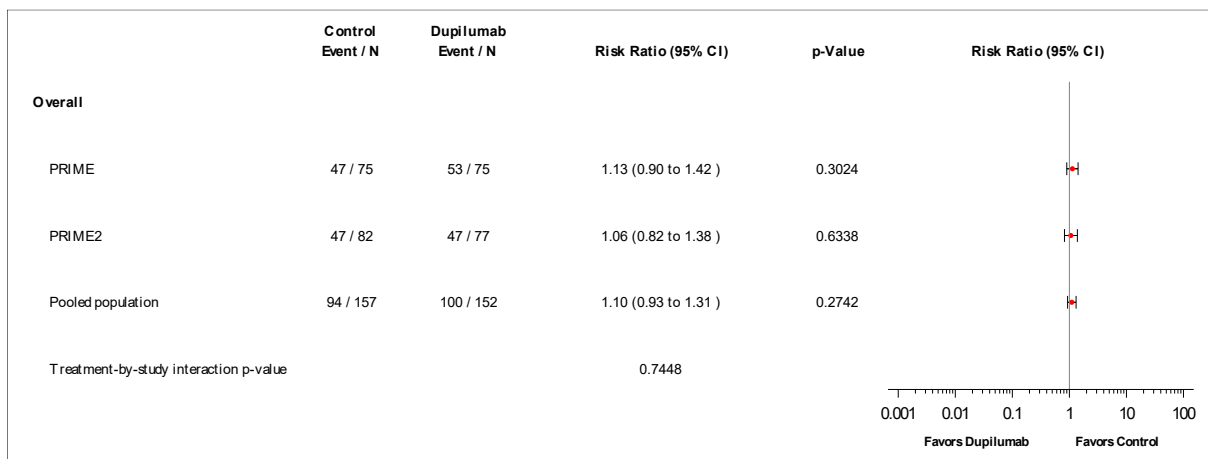 Control Dupilumab
Event / N Event / N Risk Ratio (95% CI) p-Value Risk Ratio (95% CI)
Overall
PRIME 47 / 75 53 / 75 1.13 (0.90 to 1.42 ) 0.3024
PRIME2 47 / 82 47 / 77 1.06 (0.82 to 1.38 ) 0.6338
Pooled population 94 / 157 100 / 152 1.10 (0.93 to 1.31 ) 0.2742
Treatment-by-study interaction p-value 0.7448
0.001 0.01 0.1 1 10 100
Favors Dupilumab Favors Control